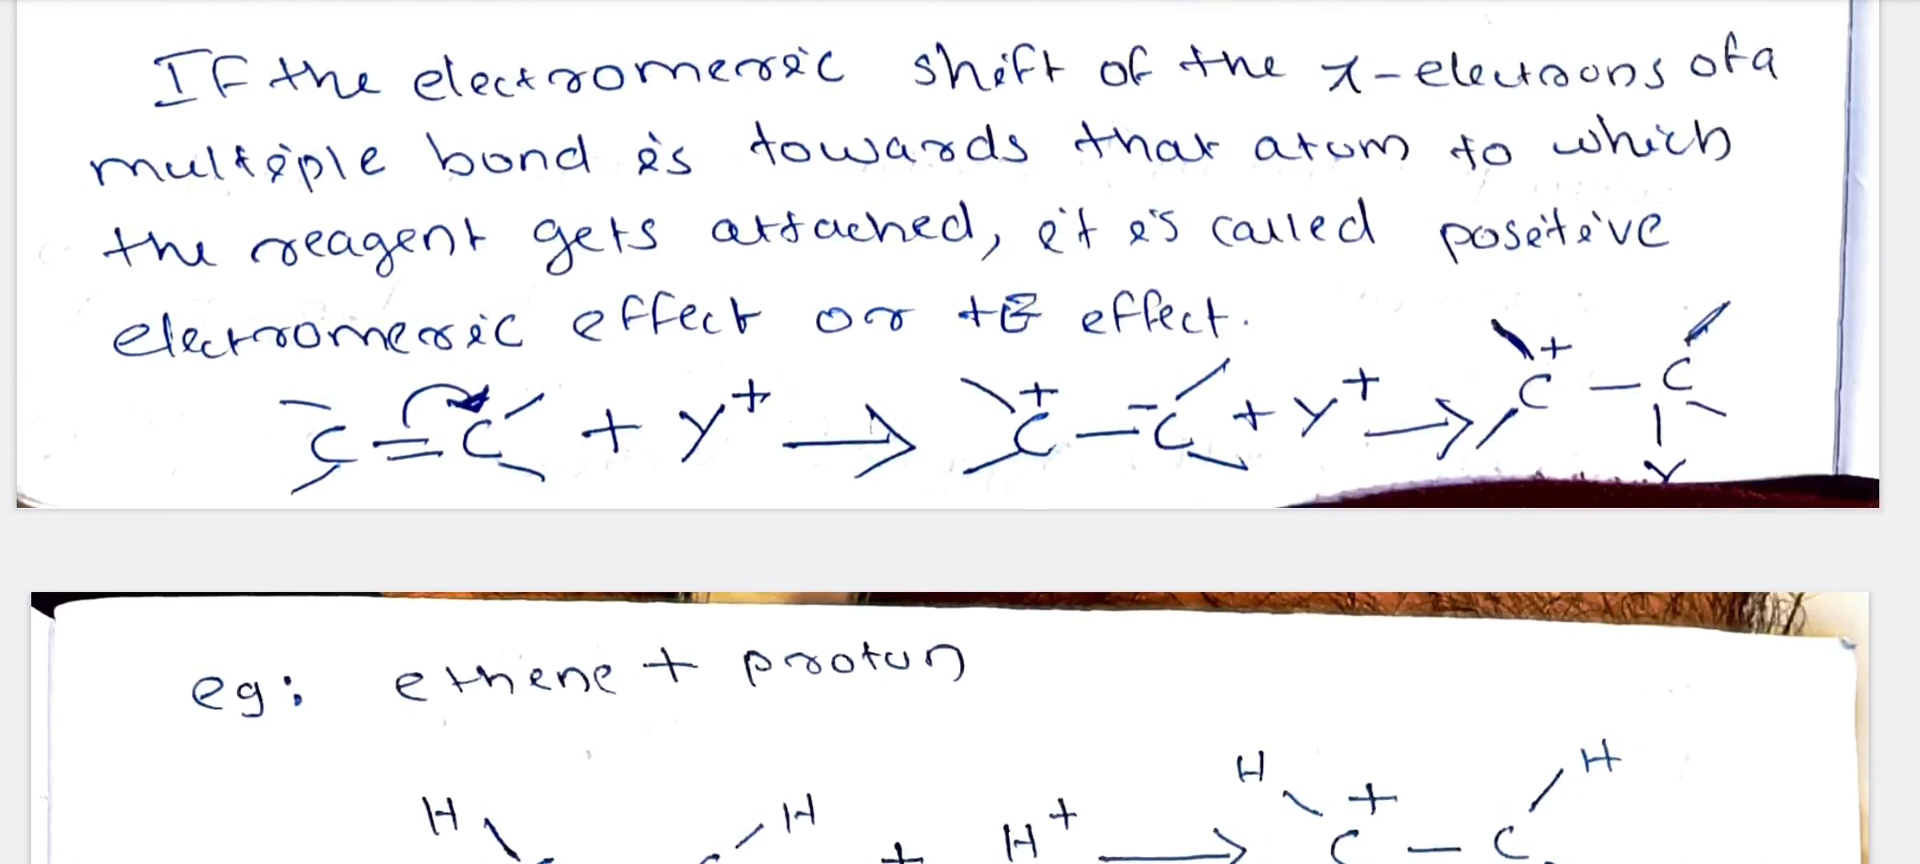 If the electromeric shift of the π-electrons of a
multiple bond is towards that atom to which
the reagent gets attached, it is called positive
electromeric effect or +E effect.
C=C + Y⁺ → C⁺–C⁻ + Y⁺ → C⁺–C
Y
eg: ethene + proton
H H
H H + H⁺ → C⁺ – C